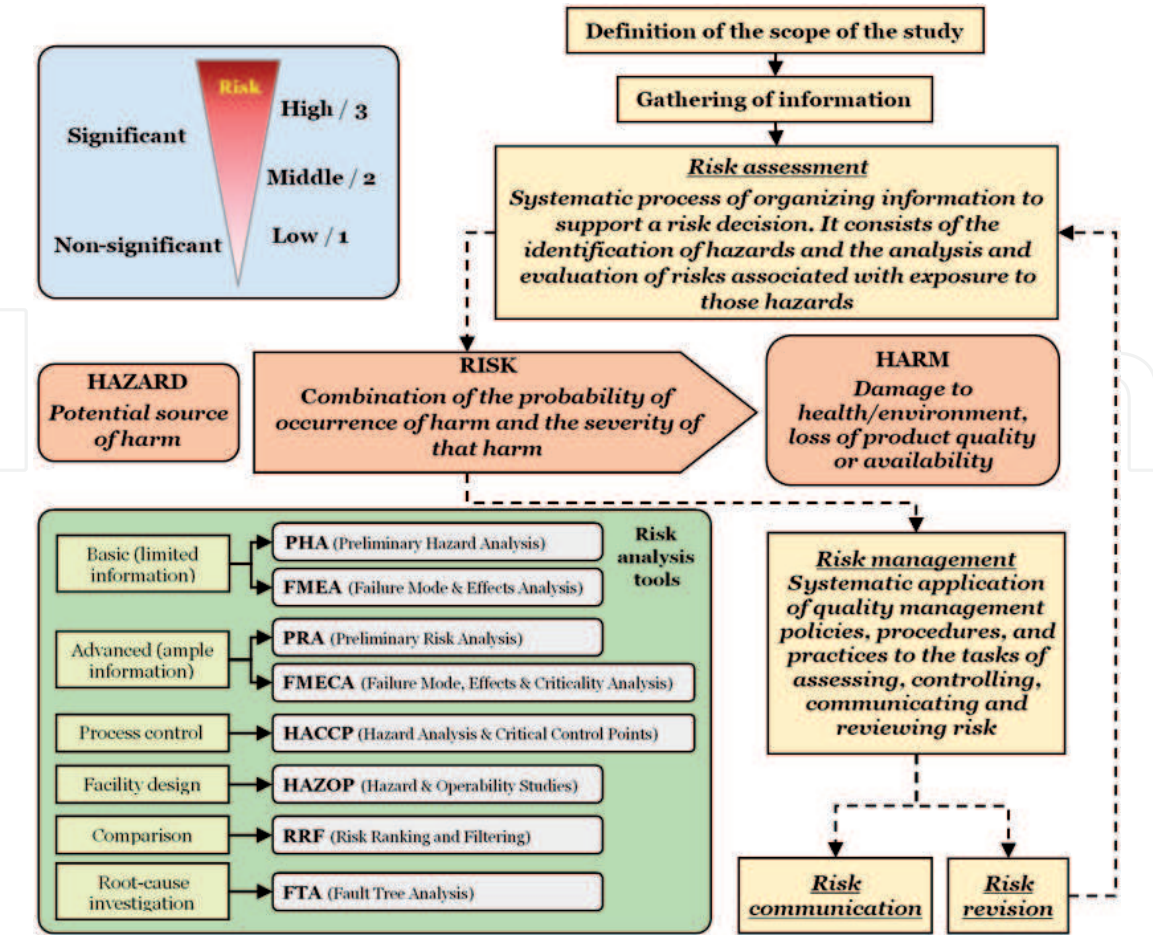 Definition of the scope of the study
Gathering of information
Risk
High / 3
Significant
Middle / 2
Non-significant
Low / 1
Risk assessment
Systematic process of organizing information to
support a risk decision. It consists of the
identification of hazards and the analysis and
evaluation of risks associated with exposure to
those hazards
HAZARD
Potential source
of harm
RISK
Combination of the probability of
occurrence of harm and the severity of
that harm
HARM
Damage to
health/environment,
loss of product quality
or availability
Risk
analysis
tools
Basic (limited
information)
PHA (Preliminary Hazard Analysis)
FMEA (Failure Mode & Effects Analysis)
Advanced (ample
information)
PRA (Preliminary Risk Analysis)
FMECA (Failure Mode, Effects & Criticality Analysis)
Process control
HACCP (Hazard Analysis & Critical Control Points)
Facility design
HAZOP (Hazard & Operability Studies)
Comparison
RRF (Risk Ranking and Filtering)
Root-cause
investigation
FTA (Fault Tree Analysis)
Risk management
Systematic application
of quality management
policies, procedures, and
practices to the tasks of
assessing, controlling,
communicating and
reviewing risk
Risk
communication
Risk
revision